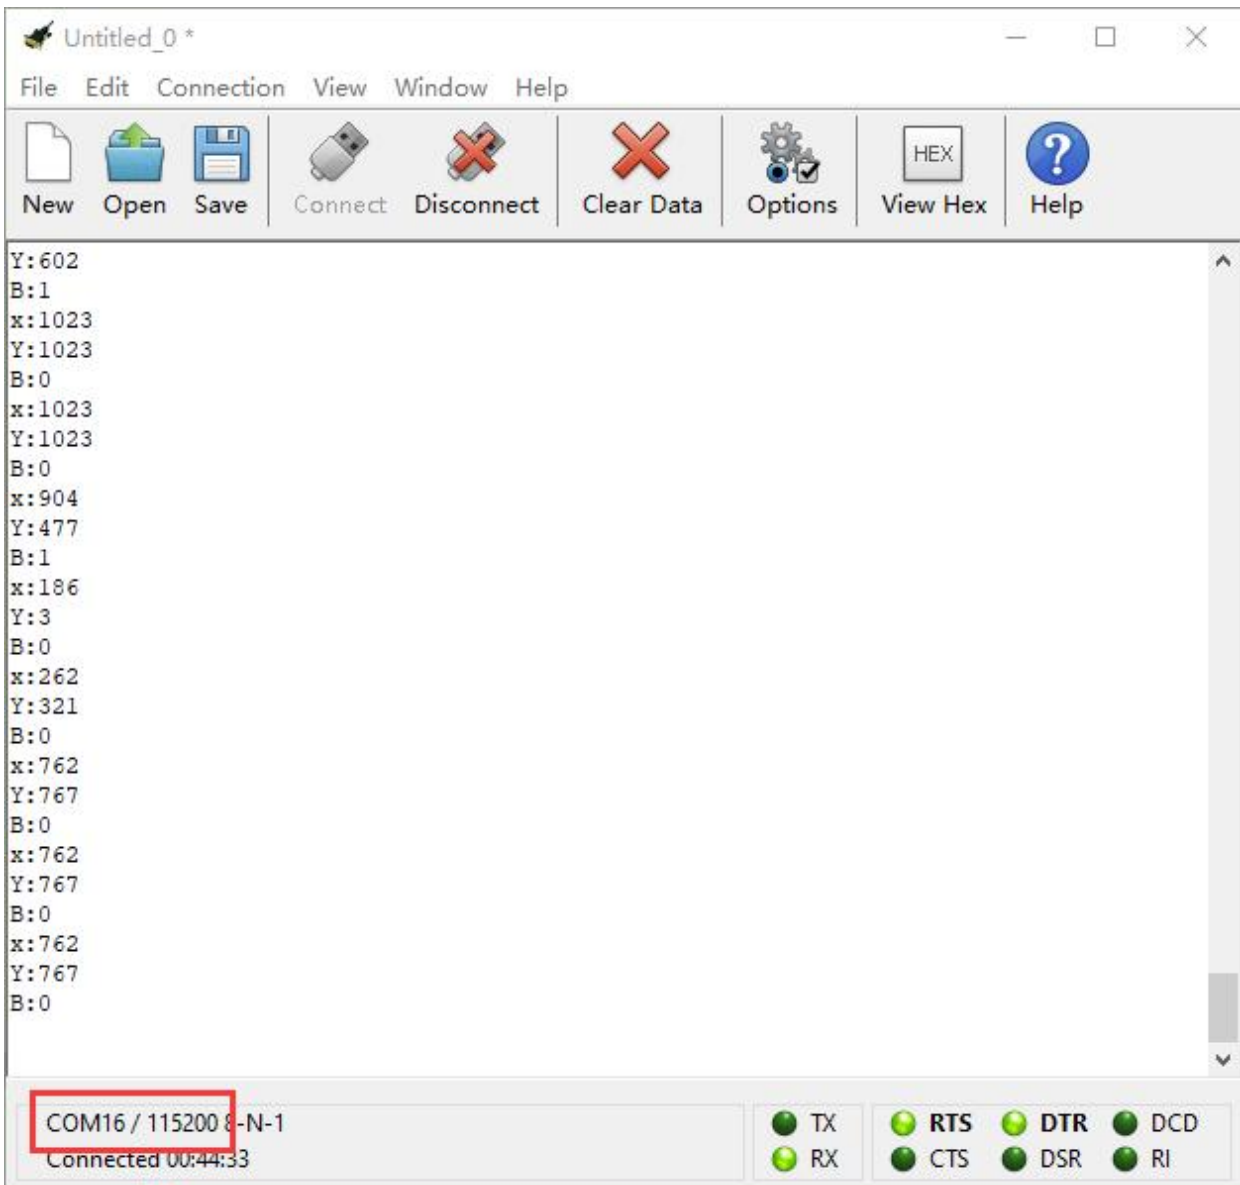 Untitled_0 *
File Edit Connection View Window Help
HEX
New Open Save Connect Disconnect Clear Data Options View Hex Help
Y:602
B:1
x:1023
Y:1023
B:0
x:1023
Y:1023
B:0
x:904
Y:477
B:1
x:186
Y:3
B:0
x:262
Y:321
B:0
x:762
Y:767
B:0
x:762
Y:767
B:0
x:762
Y:767
B:0
COM16 / 115200 8-N-1
Connected 00:44:33
TX RTS DTR DCD
RX CTS DSR RI